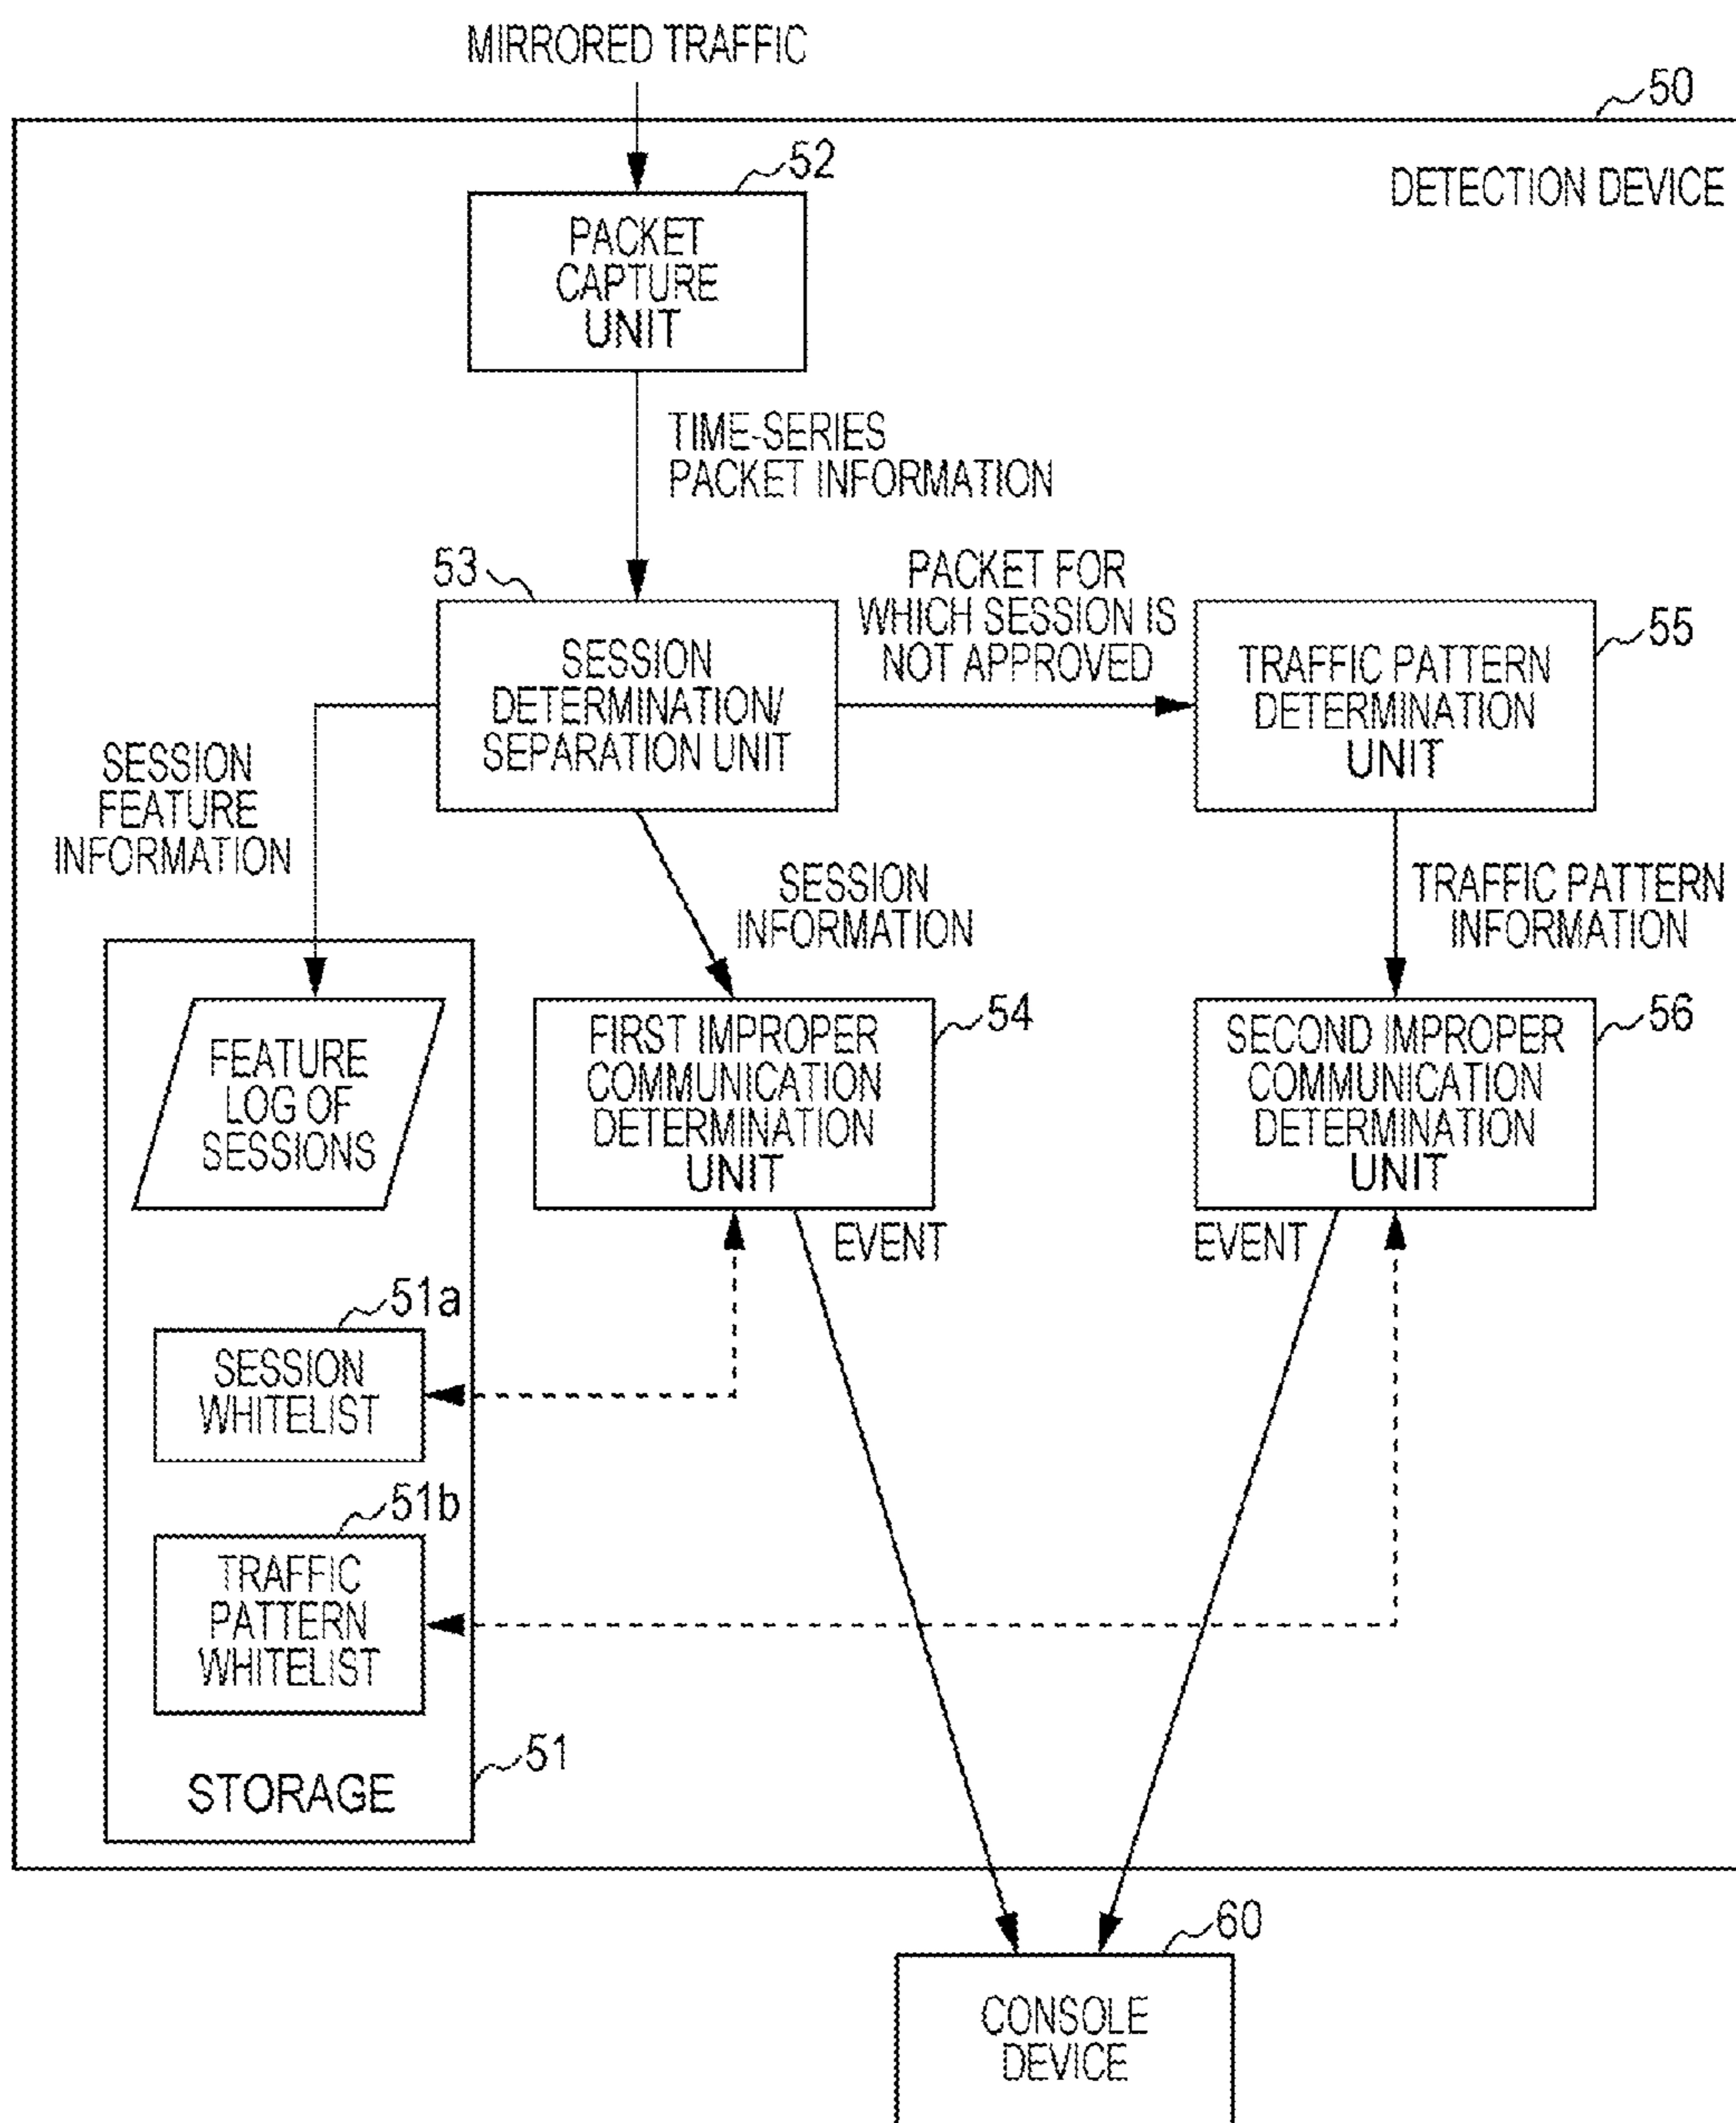 MIRRORED TRAFFIC
50
DETECTION DEVICE
52
PACKET
CAPTURE
UNIT
TIME-SERIES
PACKET INFORMATION
53
SESSION
DETERMINATION/
SEPARATION UNIT
PACKET FOR
WHICH SESSION IS
NOT APPROVED
55
TRAFFIC PATTERN
DETERMINATION
UNIT
SESSION
FEATURE
INFORMATION
SESSION
INFORMATION
TRAFFIC PATTERN
INFORMATION
FEATURE
LOG OF
SESSIONS
54
FIRST IMPROPER
COMMUNICATION
DETERMINATION
UNIT
56
SECOND IMPROPER
COMMUNICATION
DETERMINATION
UNIT
EVENT
EVENT
51a
SESSION
WHITELIST
51b
TRAFFIC
PATTERN
WHITELIST
51
STORAGE
60
CONSOLE
DEVICE